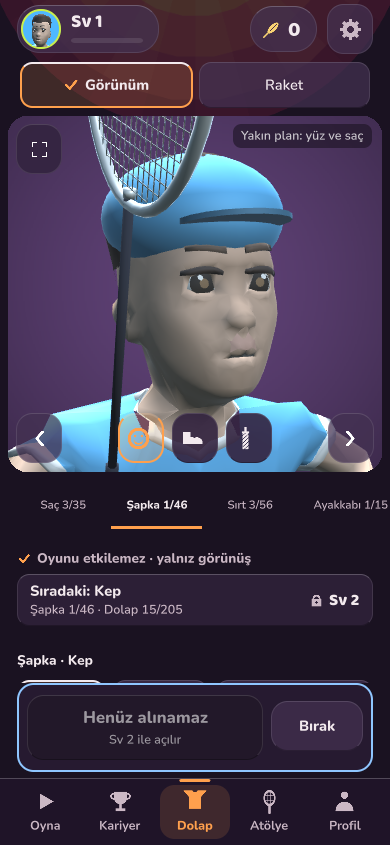 Sv 1
0
Görünüm
Raket
Yakın plan: yüz ve saç
Saç 3/35
Şapka 1/46
Sırt 3/56
Ayakkabı 1/15
Oyunu etkilemez · yalnız görünüş
Sıradaki: Kep
Şapka 1/46 · Dolap 15/205
Sv 2
Şapka · Kep
Henüz alınamaz
Sv 2 ile açılır
Bırak
Oyna
Kariyer
Dolap
Atölye
Profil